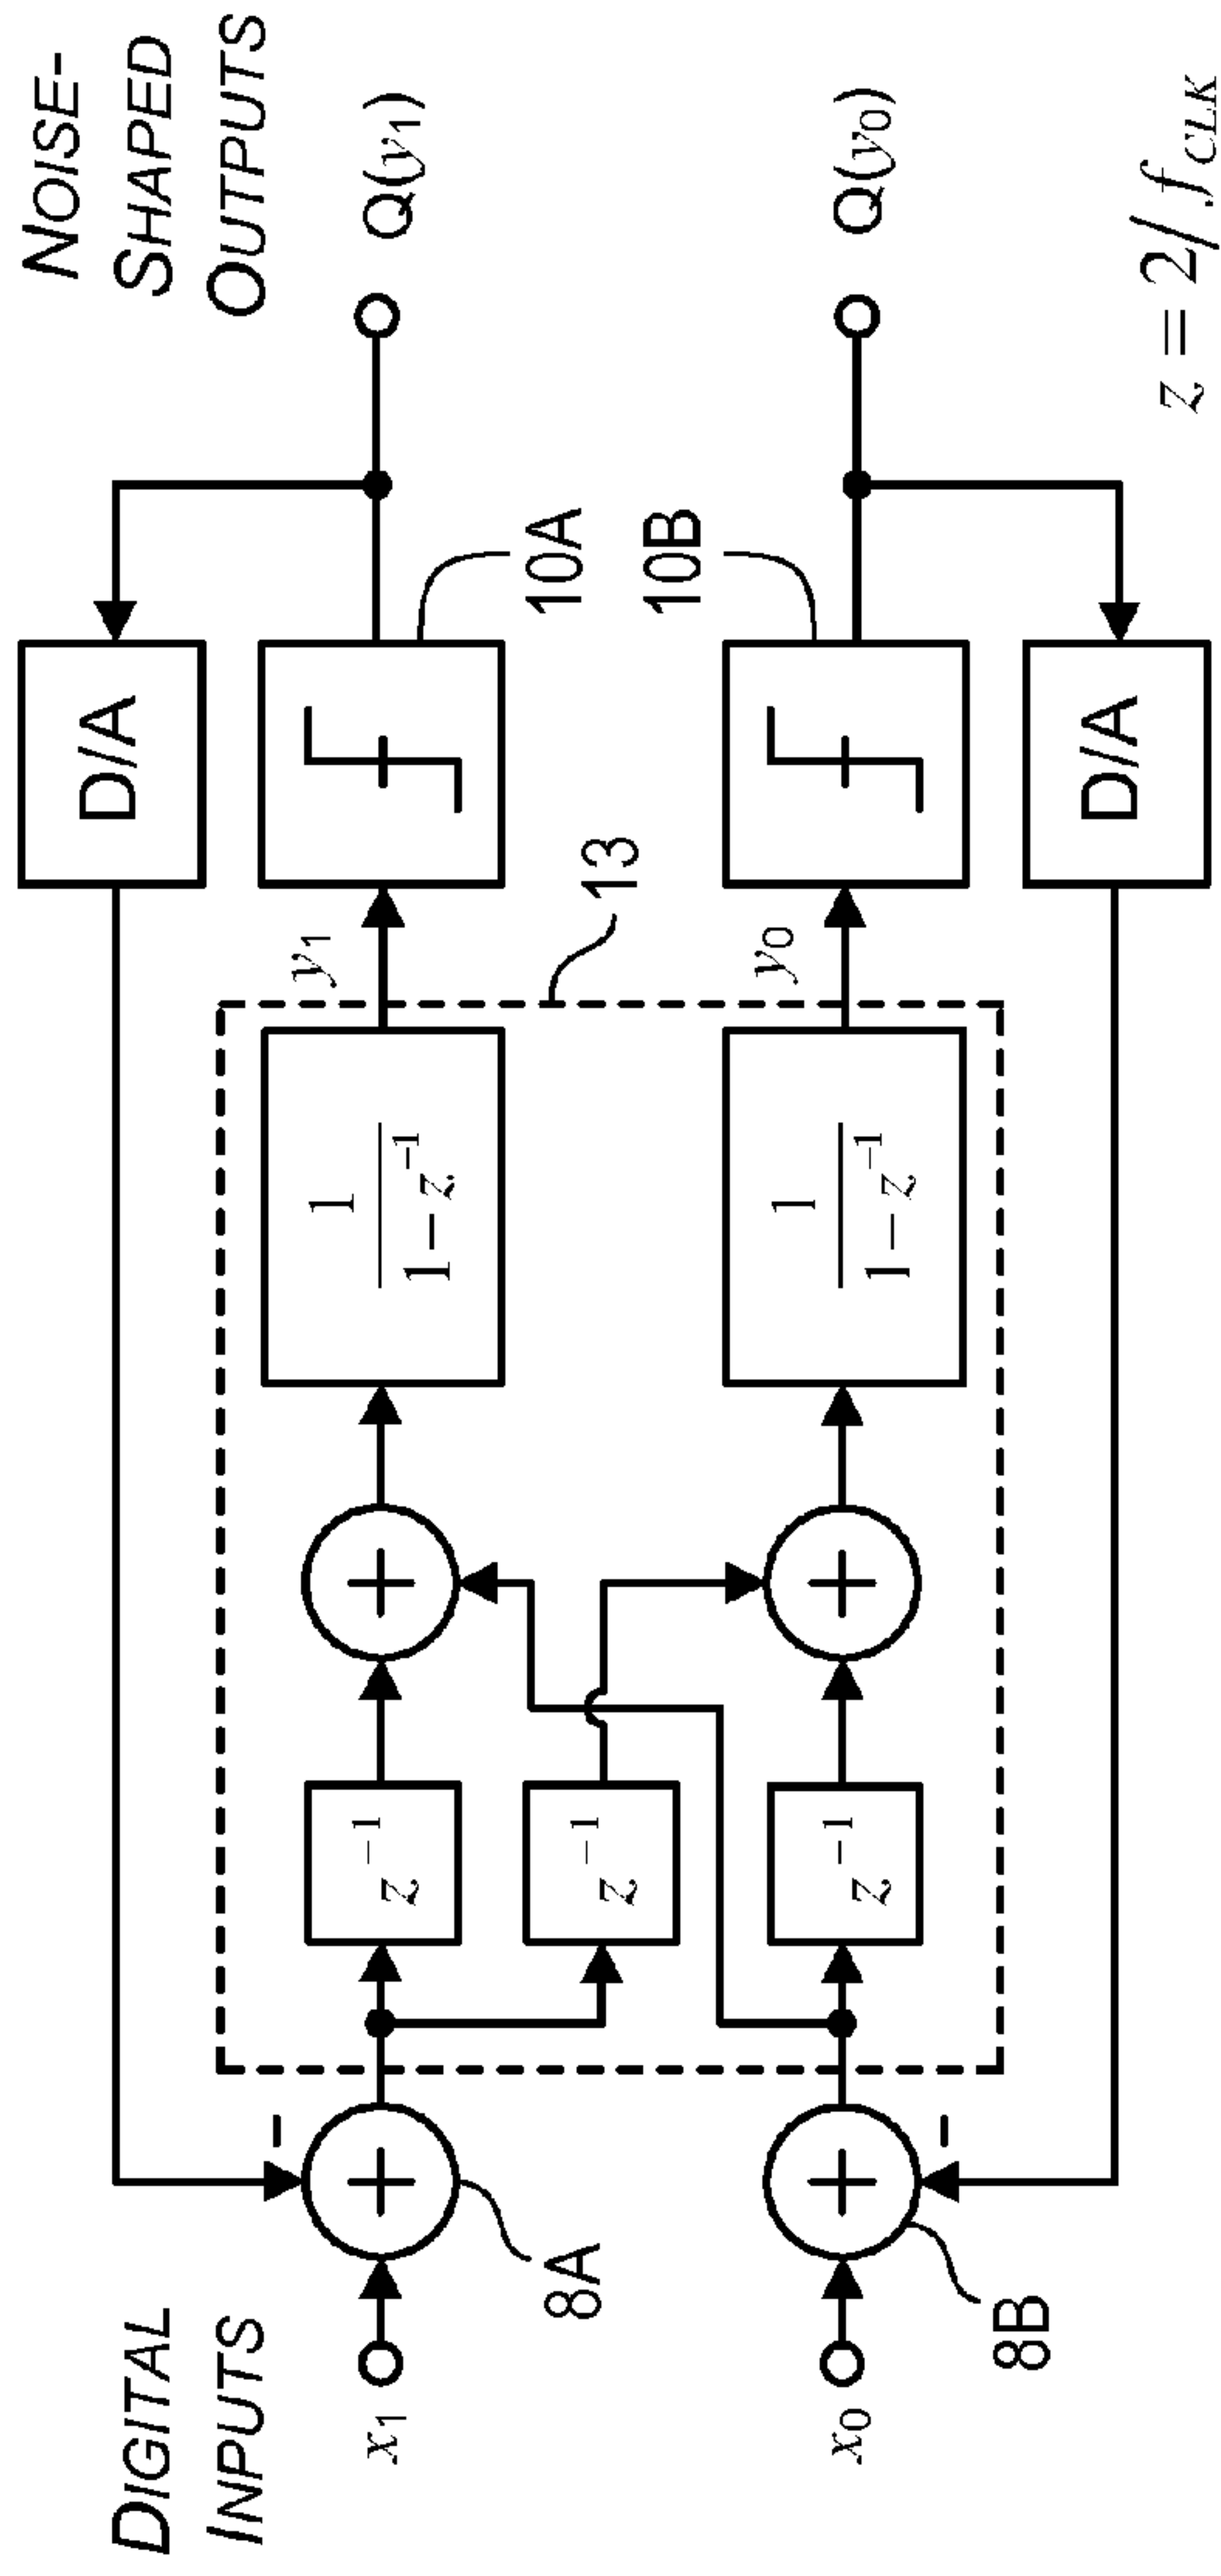 DIGITAL
INPUTS
NOISE-
SHAPED
OUTPUTS
D/A
x₁
8A
z⁻¹
+
1
1−z⁻¹
y₁
10A
Q(y₁)
z⁻¹
13
x₀
8B
z⁻¹
+
1
1−z⁻¹
y₀
10B
Q(y₀)
D/A
z = 2/f_CLK